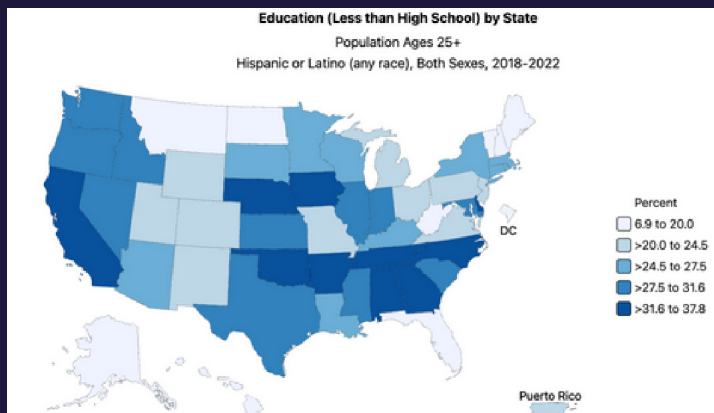 Education (Less than High School) by State
Population Ages 25+
Hispanic or Latino (any race), Both Sexes, 2018-2022
Percent
6.9 to 20.0
>20.0 to 24.5
>24.5 to 27.5
>27.5 to 31.6
>31.6 to 37.8
DC
Puerto Rico